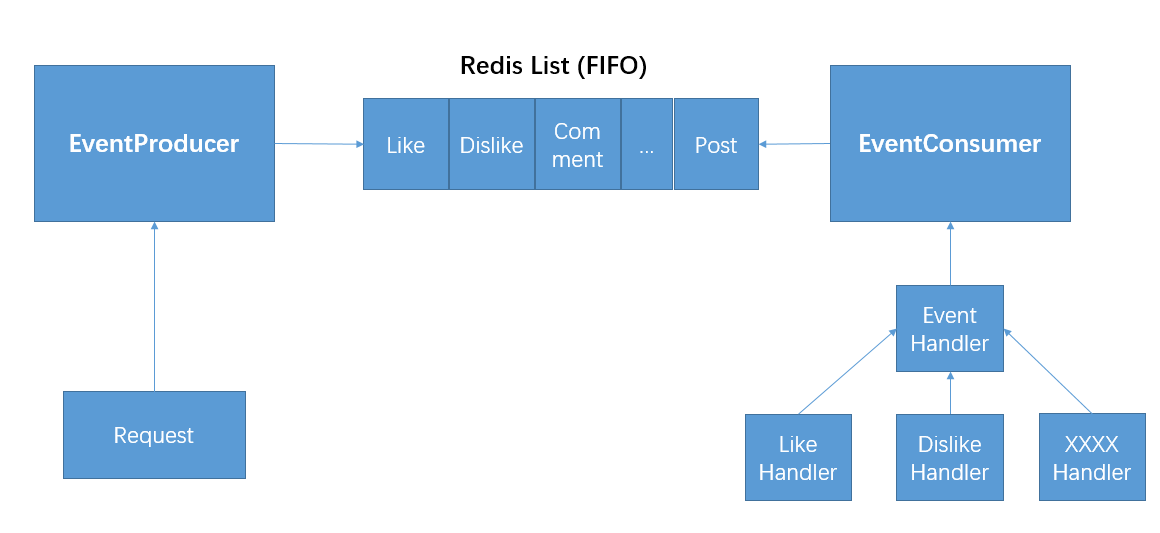 Redis List (FIFO)
EventProducer
Like
Dislike
Com
ment
...
Post
EventConsumer
Event
Handler
Request
Like
Handler
Dislike
Handler
XXXX
Handler